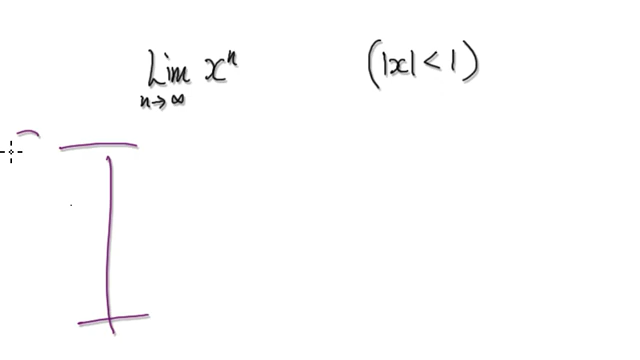 Lim x^n (|x| < 1)
n → ∞